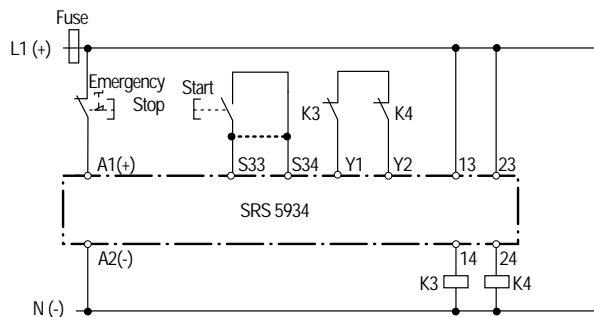 Fuse
L1 (+)
Emergency
Stop
Start
K3
K4
A1(+)
S33
S34
Y1
Y2
13
23
SRS 5934
A2(-)
14
24
K3
K4
N (-)